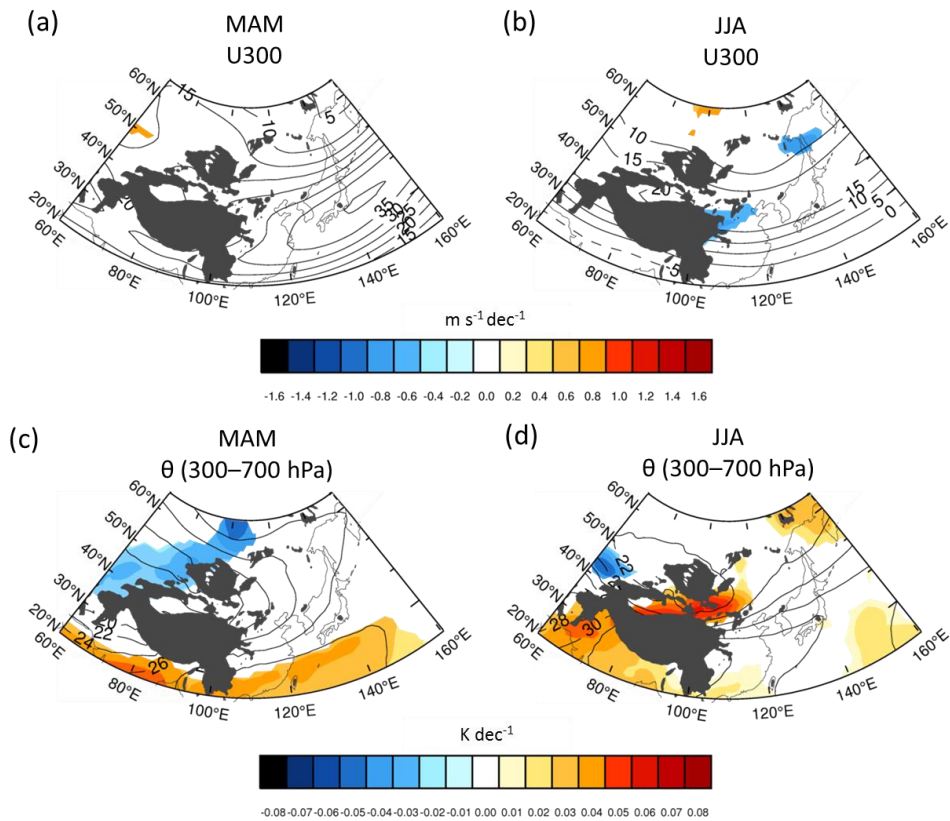 (a)
MAM
U300
(b)
JJA
U300
60°N
50°N
40°N
30°N
20°N
60°E
80°E
100°E
120°E
140°E
160°E
15
10
5
35
15
60°N
50°N
40°N
30°N
20°N
60°E
80°E
100°E
120°E
140°E
160°E
10
15
20
-5
15
5
0
m s⁻¹ dec⁻¹
-1.6 -1.4 -1.2 -1.0 -0.8 -0.6 -0.4 -0.2 0.0 0.2 0.4 0.6 0.8 1.0 1.2 1.4 1.6
(c)
MAM
θ (300–700 hPa)
(d)
JJA
θ (300–700 hPa)
60°N
50°N
40°N
30°N
20°N
60°E
80°E
100°E
120°E
140°E
160°E
20
22
24
26
60°N
50°N
40°N
30°N
20°N
60°E
80°E
100°E
120°E
140°E
160°E
22
28
30
K dec⁻¹
-0.08 -0.07 -0.06 -0.05 -0.04 -0.03 -0.02 -0.01 0.00 0.01 0.02 0.03 0.04 0.05 0.06 0.07 0.08